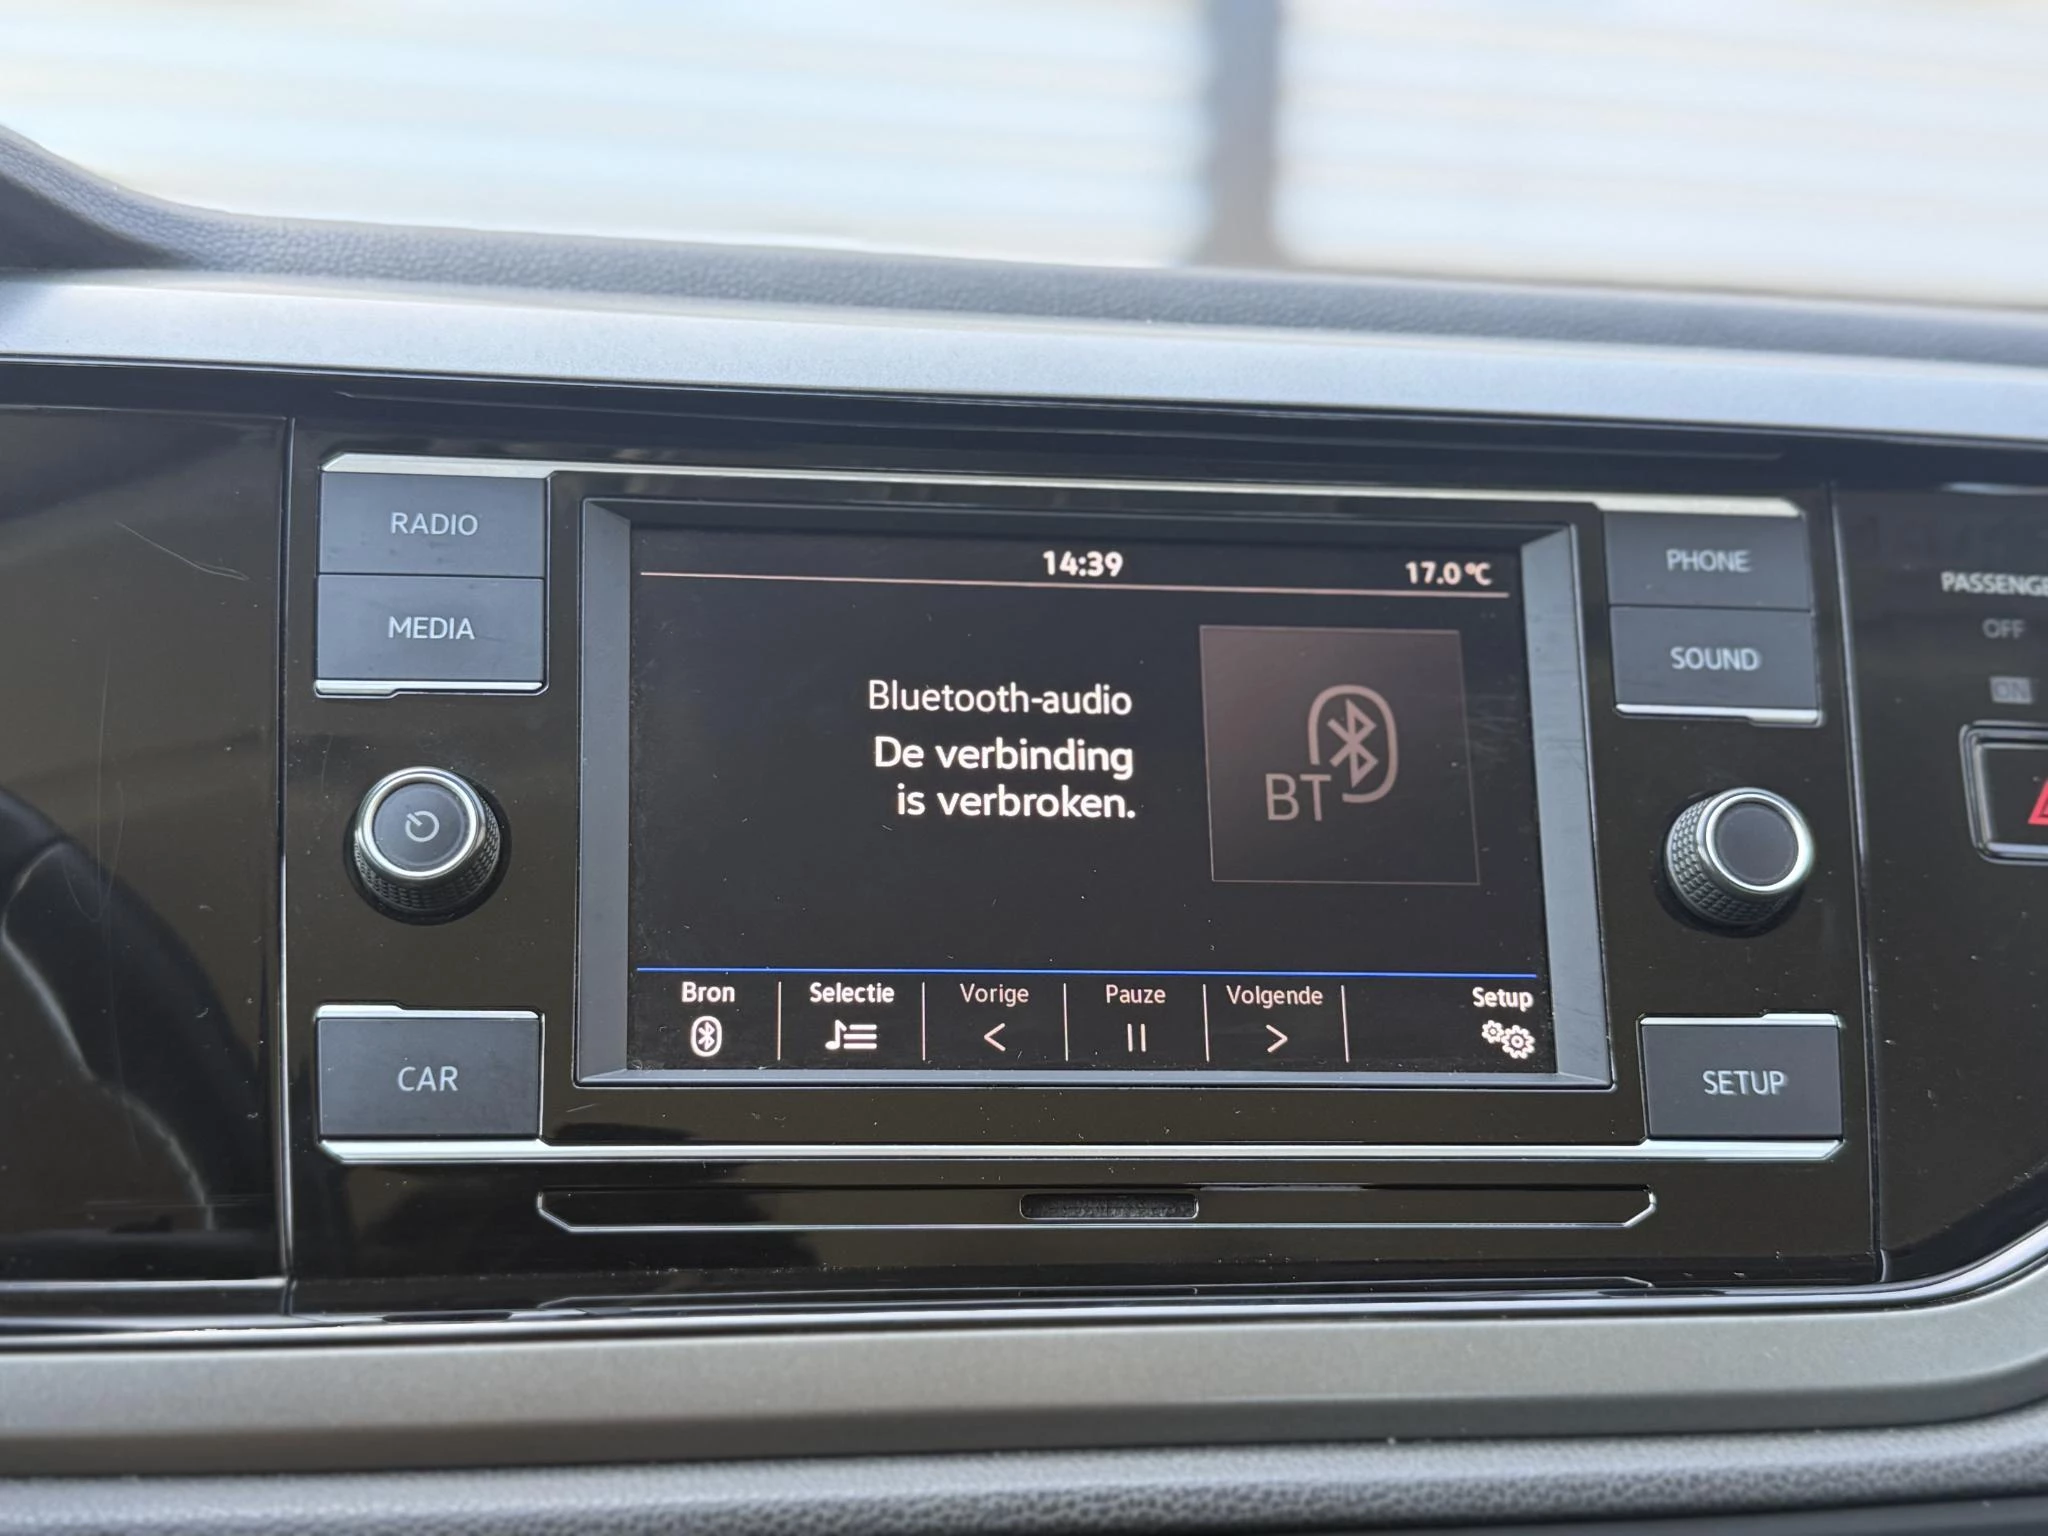 RADIO
MEDIA
14:39
17.0°C
Bluetooth-audio
De verbinding
is verbroken.
BT
Bron
Selectie
Vorige
Pauze
Volgende
Setup
CAR
PHONE
SOUND
SETUP
OFF
ON